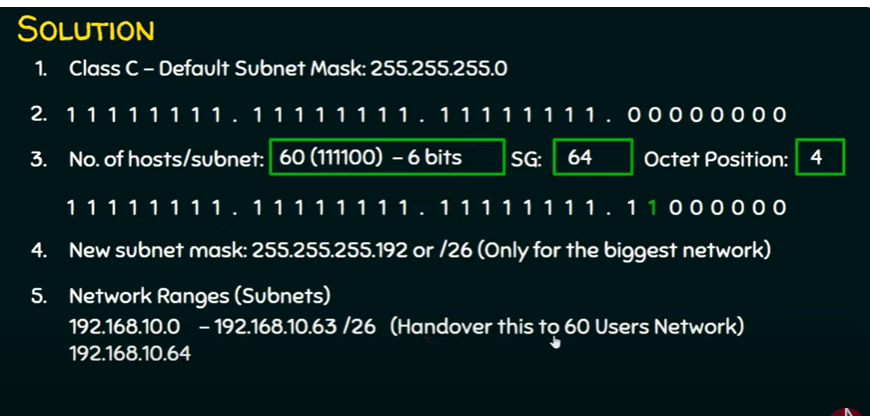 SOLUTION
1. Class C – Default Subnet Mask: 255.255.255.0
2. 1 1 1 1 1 1 1 1 . 1 1 1 1 1 1 1 1 . 1 1 1 1 1 1 1 1 . 0 0 0 0 0 0 0 0
3. No. of hosts/subnet: 60 (111100) – 6 bits SG: 64 Octet Position: 4
1 1 1 1 1 1 1 1 . 1 1 1 1 1 1 1 1 . 1 1 1 1 1 1 1 1 . 1 1 0 0 0 0 0 0
4. New subnet mask: 255.255.255.192 or /26 (Only for the biggest network)
5. Network Ranges (Subnets)
192.168.10.0 – 192.168.10.63 /26 (Handover this to 60 Users Network)
192.168.10.64